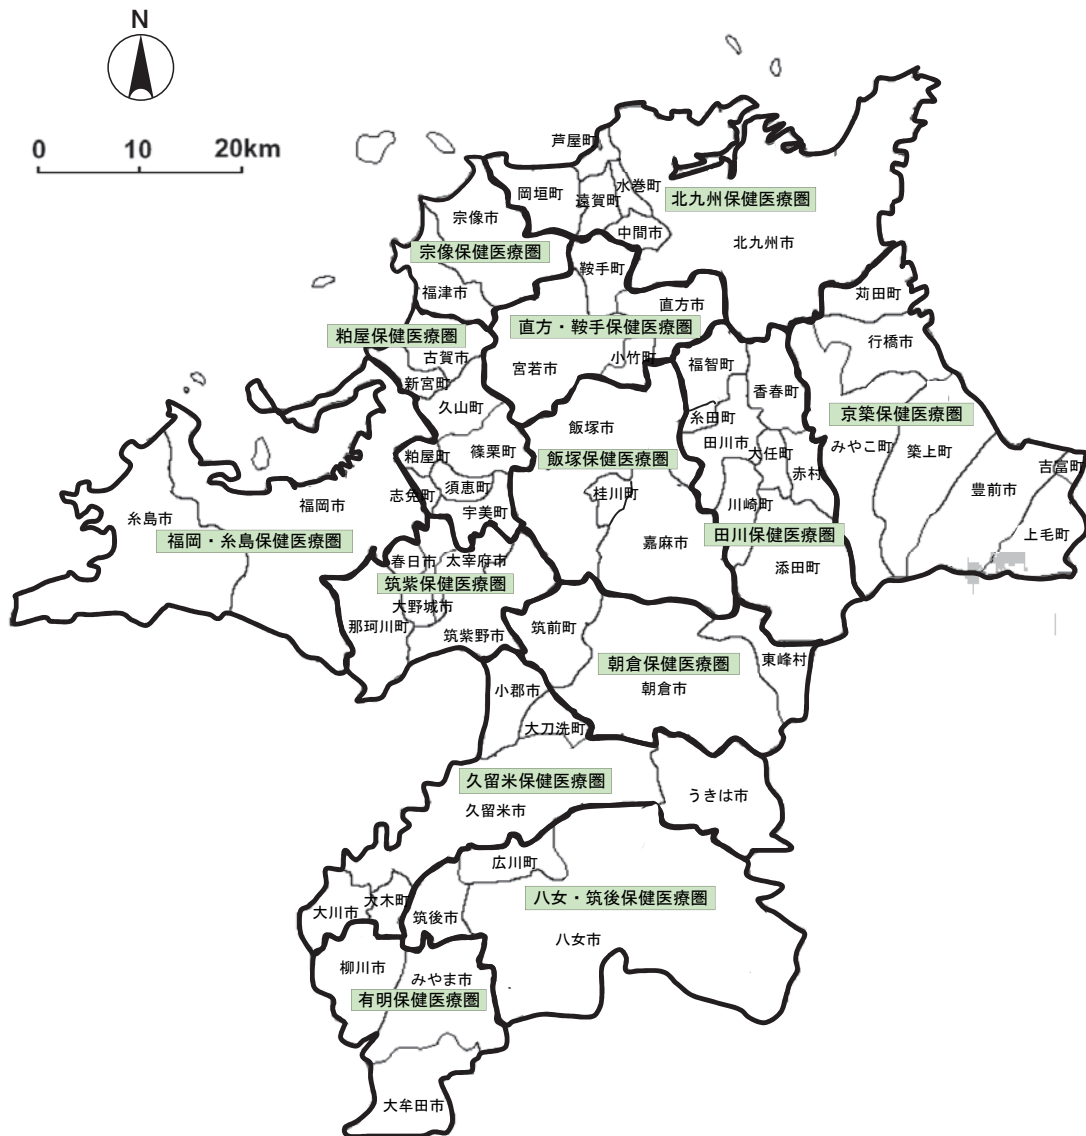 N
0 10 20km
芦屋町
水巻町
岡垣町
遠賀町
北九州保健医療圏
宗像市
中間市
北九州市
宗像保健医療圏
鞍手町
福津市
苅田町
直方市
直方・鞍手保健医療圏
粕屋保健医療圏
行橋市
古賀市
小竹町
宮若市
福智町
新宮町
香春町
久山町
京築保健医療圏
糸田町
飯塚市
田川市
みやこ町
築上町
大任町
篠栗町
粕屋町
飯塚保健医療圏
赤村
吉富町
須恵町
志免町
桂川町
豊前市
川崎町
福岡市
宇美町
糸島市
福岡・糸島保健医療圏
田川保健医療圏
上毛町
嘉麻市
春日市
太宰府市
添田町
筑紫保健医療圏
大野城市
那珂川町
筑紫野市
筑前町
東峰村
朝倉保健医療圏
朝倉市
小郡市
大刀洗町
久留米保健医療圏
うきは市
久留米市
広川町
八女・筑後保健医療圏
大木町
大川市
筑後市
八女市
柳川市
みやま市
有明保健医療圏
大牟田市